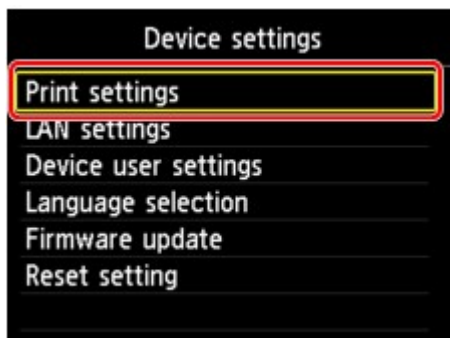 Device settings
Print settings
LAN settings
Device user settings
Language selection
Firmware update
Reset setting